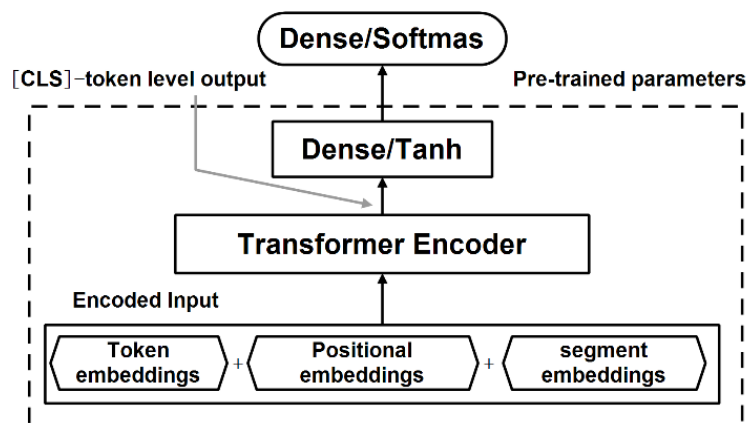 Dense/Softmas
[CLS]-token level output
Pre-trained parameters
Dense/Tanh
Transformer Encoder
Encoded Input
Token
embeddings
+
Positional
embeddings
+
segment
embeddings